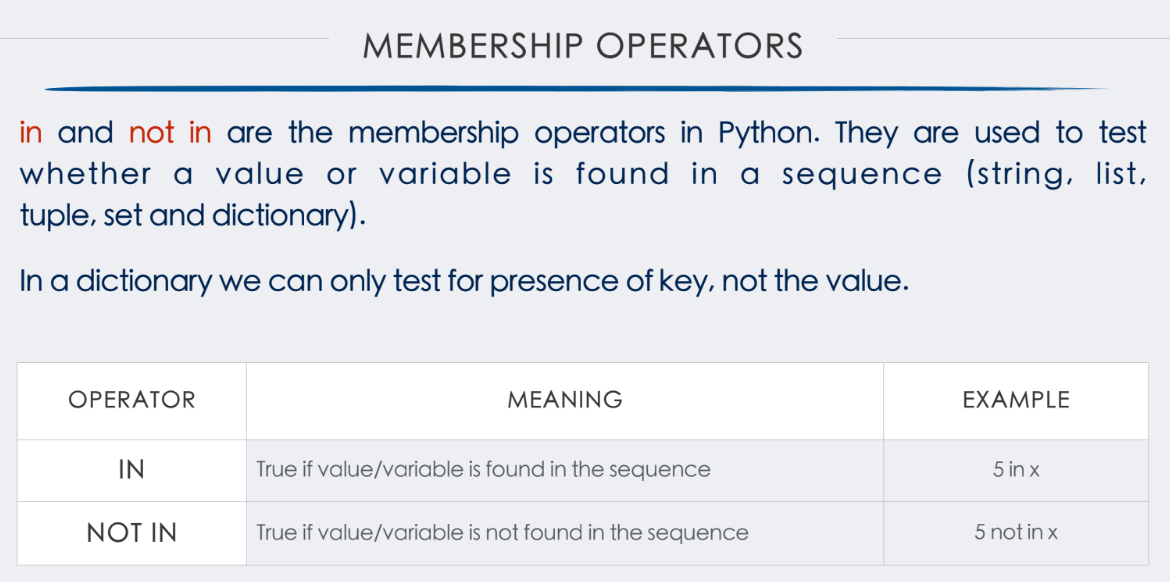 MEMBERSHIP OPERATORS
in and not in are the membership operators in Python. They are used to test
whether a value or variable is found in a sequence (string, list,
tuple, set and dictionary).
In a dictionary we can only test for presence of key, not the value.
OPERATOR MEANING EXAMPLE
IN True if value/variable is found in the sequence 5 in x
NOT IN True if value/variable is not found in the sequence 5 not in x